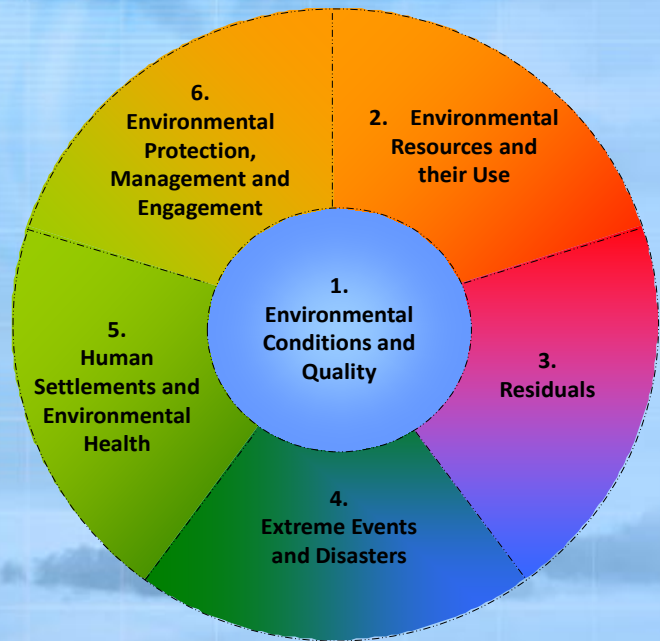 1.
Environmental
Conditions and
Quality
2. Environmental
Resources and
their Use
3.
Residuals
4.
Extreme Events
and Disasters
5.
Human
Settlements and
Environmental
Health
6.
Environmental
Protection,
Management and
Engagement